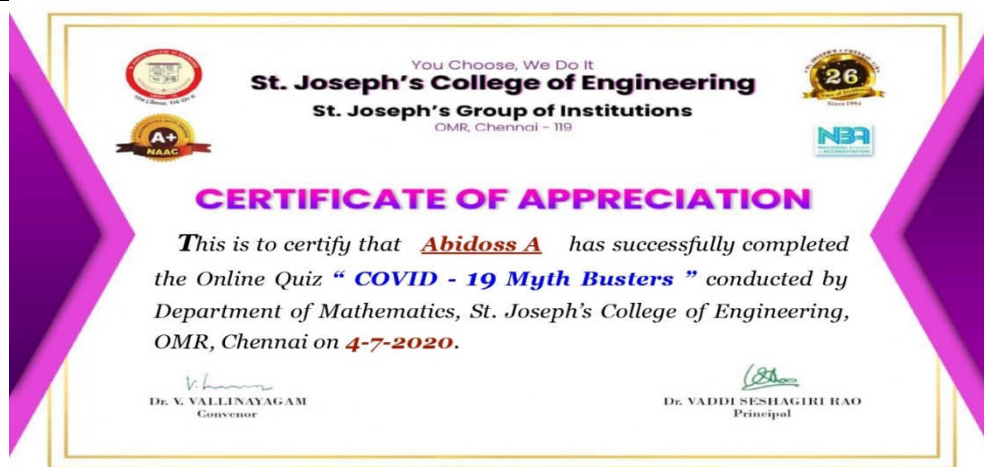 You Choose, We Do It
St. Joseph's College of Engineering
St. Joseph's Group of Institutions
OMR, Chennai - 119
A+
NAAC
26
Since 1994
NBA
CERTIFICATE OF APPRECIATION
This is to certify that Abidoss A has successfully completed
the Online Quiz “ COVID - 19 Myth Busters ” conducted by
Department of Mathematics, St. Joseph’s College of Engineering,
OMR, Chennai on 4-7-2020.
Dr. V. VALLINAYAGAM
Convenor
Dr. VADDI SESHAGIRI RAO
Principal